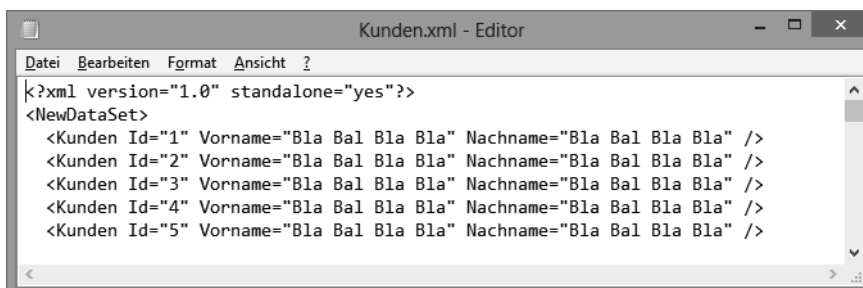 Kunden.xml - Editor
Datei Bearbeiten Format Ansicht ?
<?xml version="1.0" standalone="yes"?>
<NewDataSet>
<Kunden Id="1" Vorname="Bla Bal Bla Bla" Nachname="Bla Bal Bla Bla" />
<Kunden Id="2" Vorname="Bla Bal Bla Bla" Nachname="Bla Bal Bla Bla" />
<Kunden Id="3" Vorname="Bla Bal Bla Bla" Nachname="Bla Bal Bla Bla" />
<Kunden Id="4" Vorname="Bla Bal Bla Bla" Nachname="Bla Bal Bla Bla" />
<Kunden Id="5" Vorname="Bla Bal Bla Bla" Nachname="Bla Bal Bla Bla" />